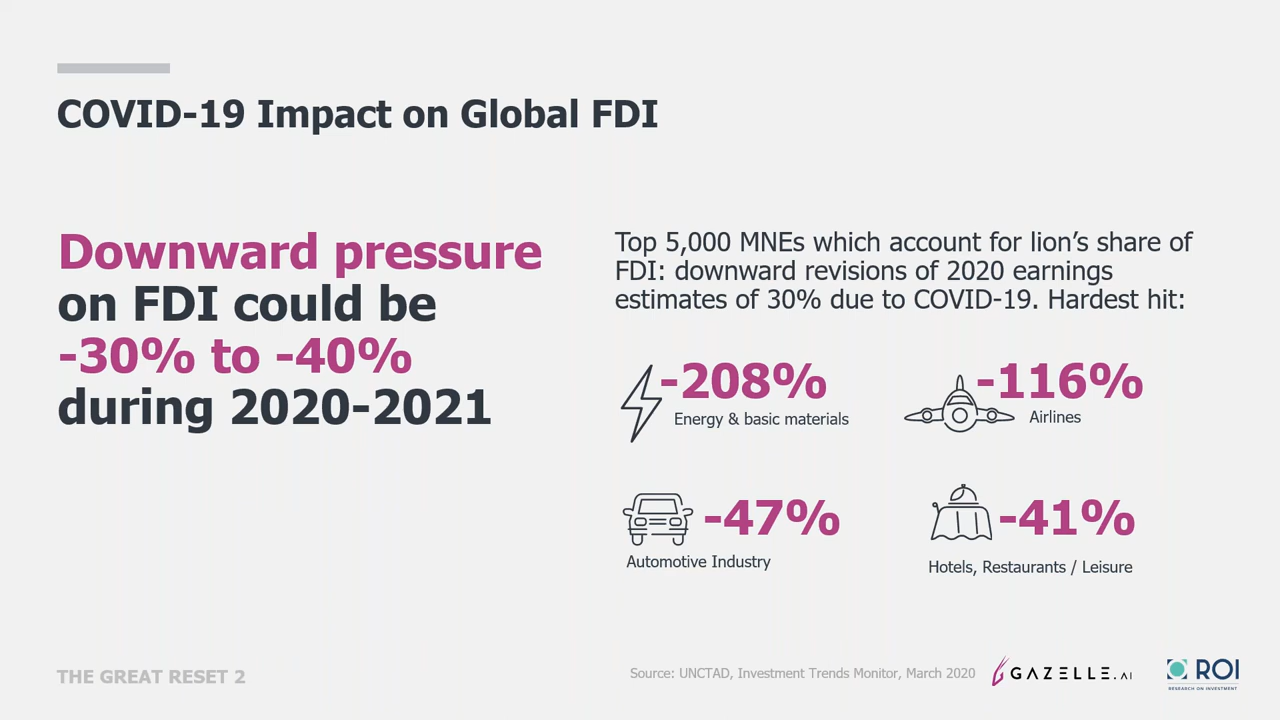 COVID-19 Impact on Global FDI
Downward pressure
on FDI could be
-30% to -40%
during 2020-2021
Top 5,000 MNEs which account for lion’s share of
FDI: downward revisions of 2020 earnings
estimates of 30% due to COVID-19. Hardest hit:
-208%
Energy & basic materials
-116%
Airlines
-47%
Automotive Industry
-41%
Hotels, Restaurants / Leisure
THE GREAT RESET 2
Source: UNCTAD, Investment Trends Monitor, March 2020
GAZELLE.AI
ROI
RESEARCH ON INVESTMENT